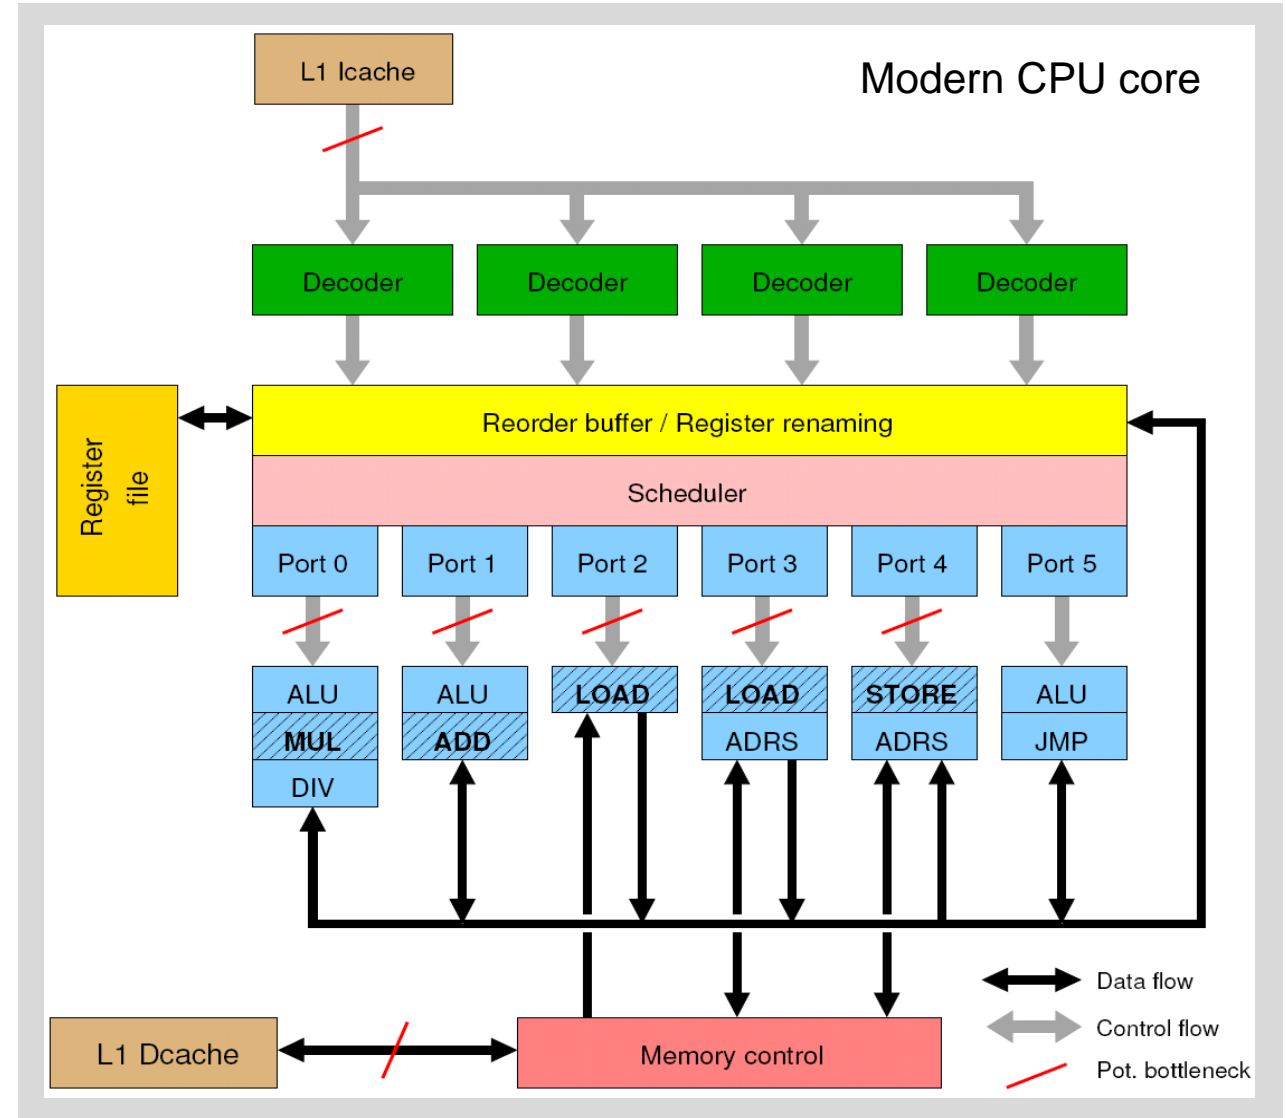 L1 Icache
Modern CPU core
Decoder
Decoder
Decoder
Decoder
Register
file
Reorder buffer / Register renaming
Scheduler
Port 0
Port 1
Port 2
Port 3
Port 4
Port 5
ALU
MUL
DIV
ALU
ADD
LOAD
LOAD
ADRS
STORE
ADRS
ALU
JMP
Data flow
Control flow
Pot. bottleneck
L1 Dcache
Memory control